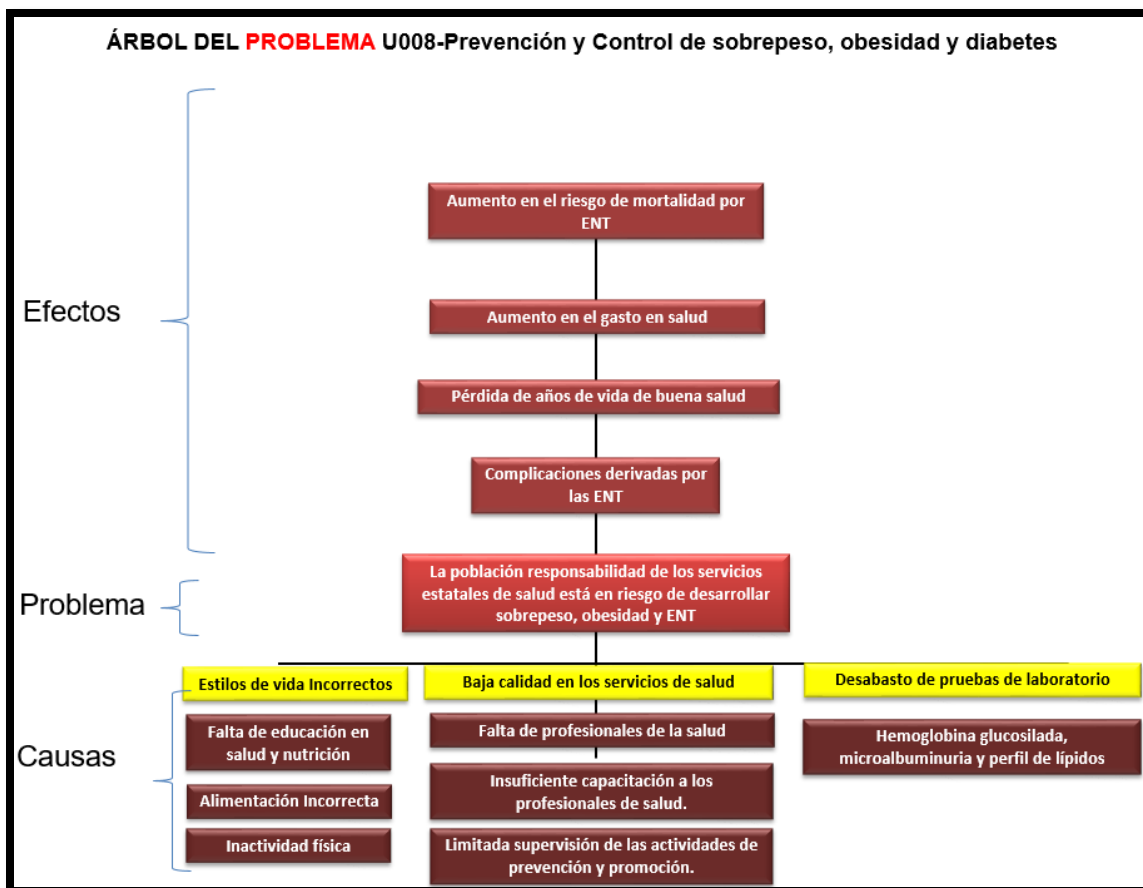 ÁRBOL DEL PROBLEMA U008-Prevención y Control de sobrepeso, obesidad y diabetes
Efectos
Aumento en el riesgo de mortalidad por
ENT
Aumento en el gasto en salud
Pérdida de años de vida de buena salud
Complicaciones derivadas por
las ENT
Problema
La población responsabilidad de los servicios
estatales de salud está en riesgo de desarrollar
sobrepeso, obesidad y ENT
Causas
Estilos de vida Incorrectos
Falta de educación en
salud y nutrición
Alimentación Incorrecta
Inactividad física
Baja calidad en los servicios de salud
Falta de profesionales de la salud
Insuficiente capacitación a los
profesionales de salud.
Limitada supervisión de las actividades de
prevención y promoción.
Desabasto de pruebas de laboratorio
Hemoglobina glucosilada,
microalbuminuria y perfil de lípidos